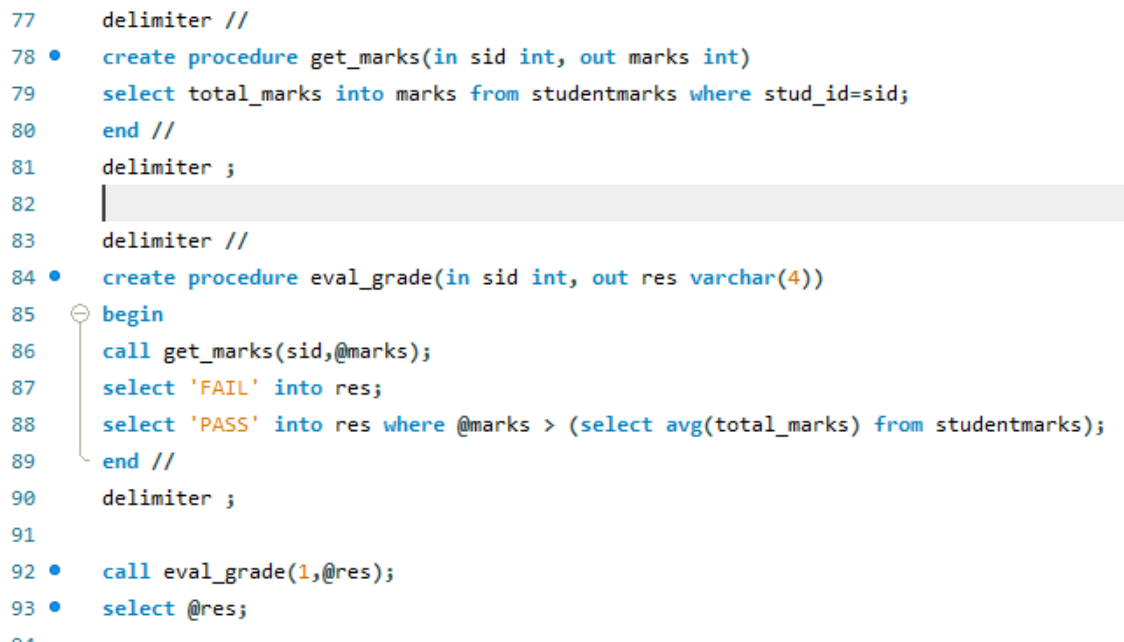 77 delimiter //
78 create procedure get_marks(in sid int, out marks int)
79 select total_marks into marks from studentmarks where stud_id=sid;
80 end //
81 delimiter ;
82
83 delimiter //
84 create procedure eval_grade(in sid int, out res varchar(4))
85 begin
86 call get_marks(sid,@marks);
87 select 'FAIL' into res;
88 select 'PASS' into res where @marks > (select avg(total_marks) from studentmarks);
89 end //
90 delimiter ;
91
92 call eval_grade(1,@res);
93 select @res;